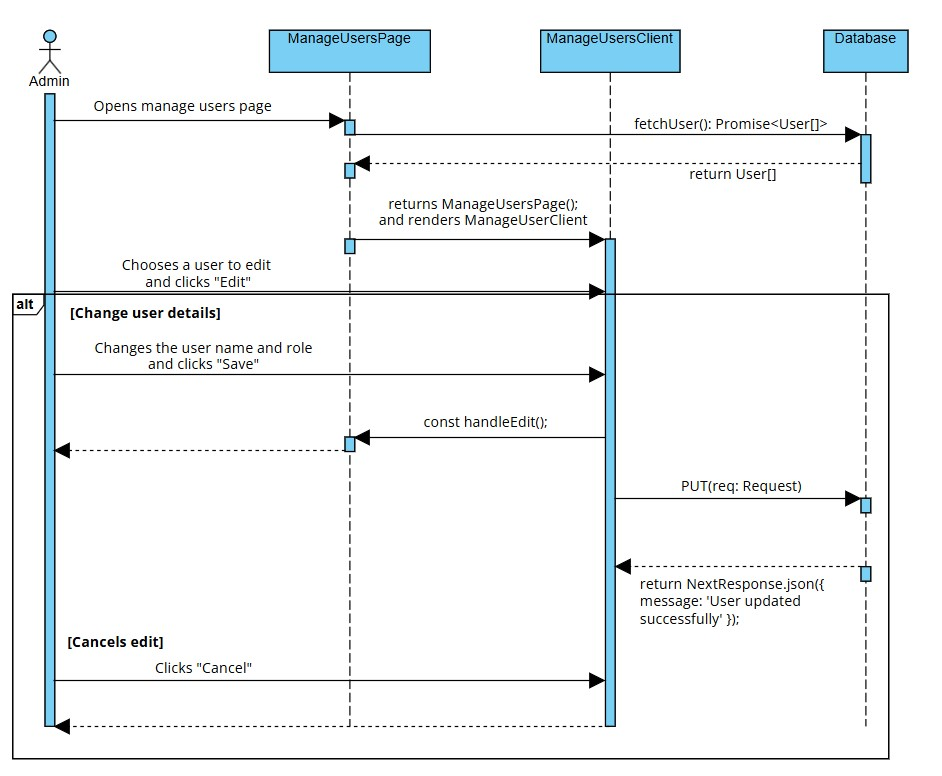 ManageUsersPage
ManageUsersClient
Database
Admin
Opens manage users page
fetchUser(): Promise<User[]>
return User[]
returns ManageUsersPage();
and renders ManageUserClient
Chooses a user to edit
and clicks "Edit"
alt
[Change user details]
Changes the user name and role
and clicks "Save"
const handleEdit();
PUT(req: Request)
return NextResponse.json({
message: 'User updated
successfully' });
[Cancels edit]
Clicks "Cancel"